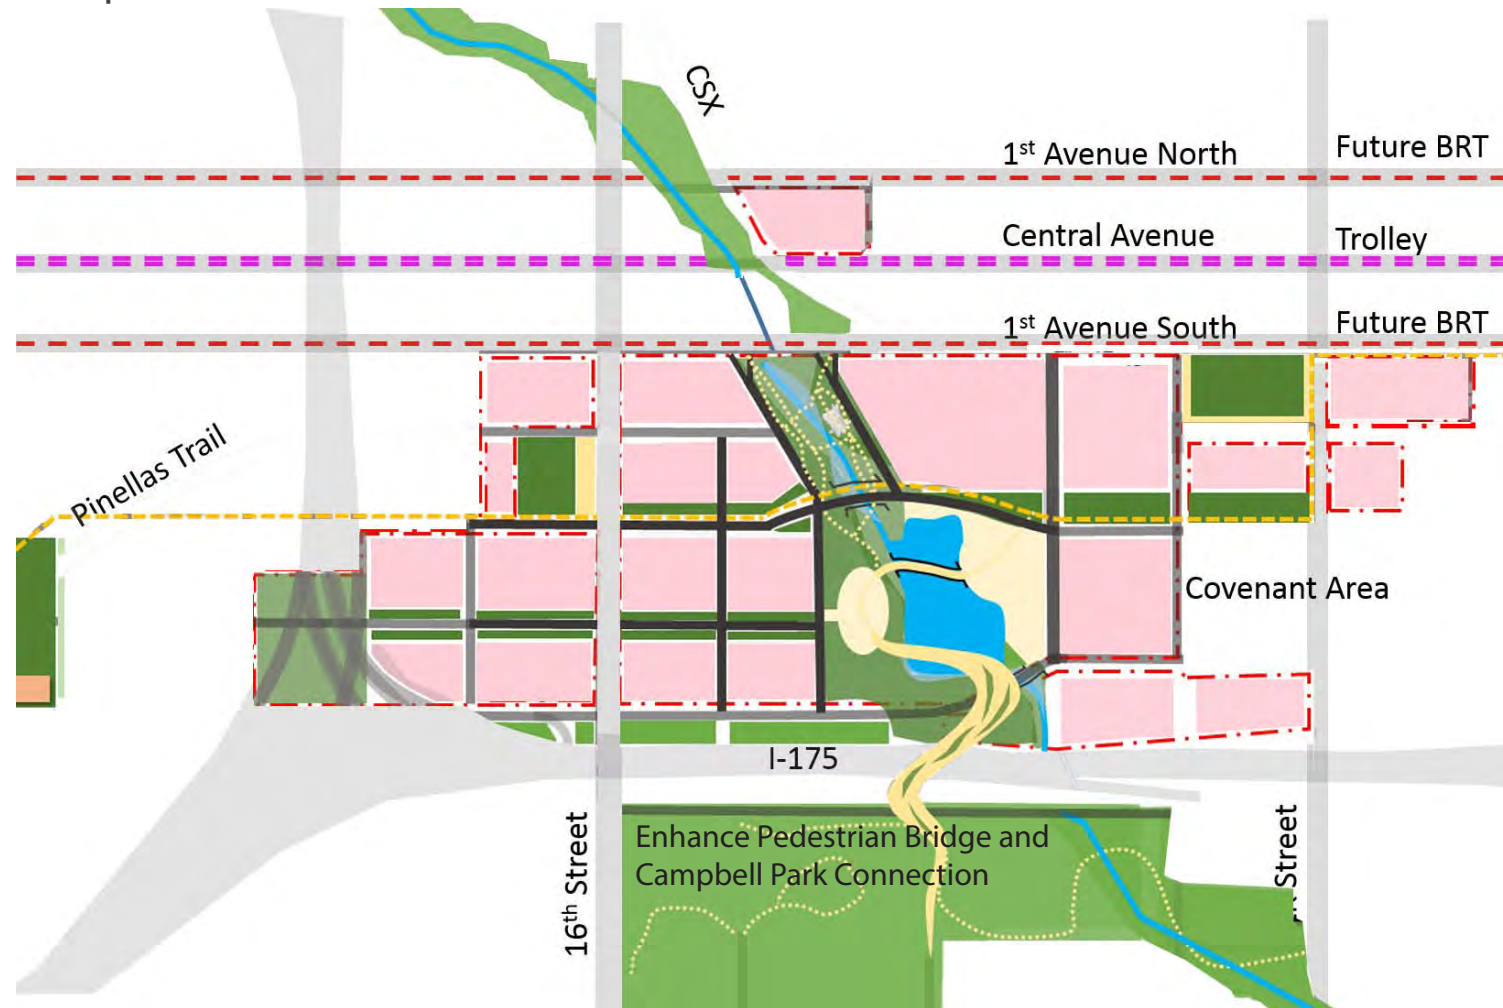 CSX
1st Avenue North
Future BRT
Central Avenue
Trolley
1st Avenue South
Future BRT
Pinellas Trail
Covenant Area
I-175
Enhance Pedestrian Bridge and
Campbell Park Connection
16th Street
Street